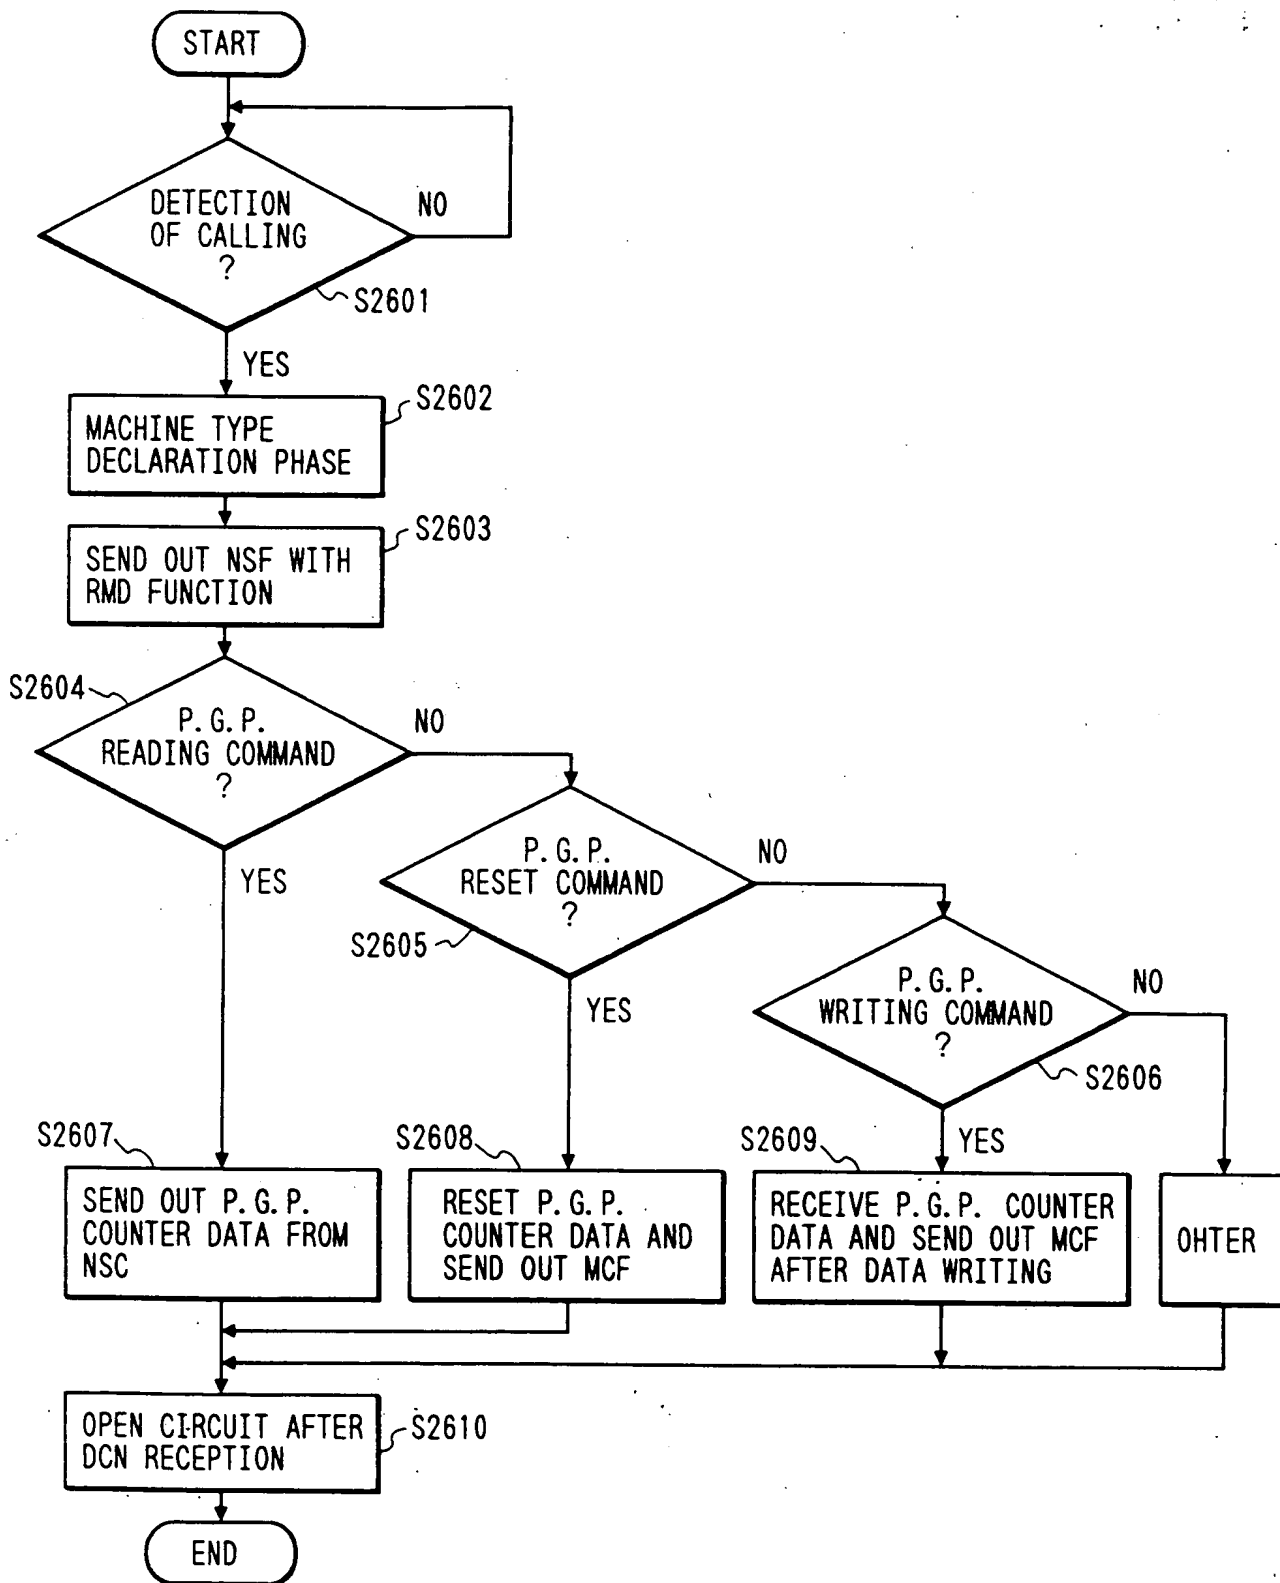 START
DETECTION
OF CALLING
?
NO
S2601
YES
S2602
MACHINE TYPE
DECLARATION PHASE
S2603
SEND OUT NSF WITH
RMD FUNCTION
S2604
P.G.P.
READING COMMAND
?
NO
YES
P.G.P.
RESET COMMAND
?
NO
S2605
YES
P.G.P.
WRITING COMMAND
?
NO
S2606
YES
S2607
SEND OUT P.G.P.
COUNTER DATA FROM
NSC
S2608
RESET P.G.P.
COUNTER DATA AND
SEND OUT MCF
S2609
RECEIVE P.G.P. COUNTER
DATA AND SEND OUT MCF
AFTER DATA WRITING
OHTER
OPEN CIRCUIT AFTER
DCN RECEPTION
S2610
END